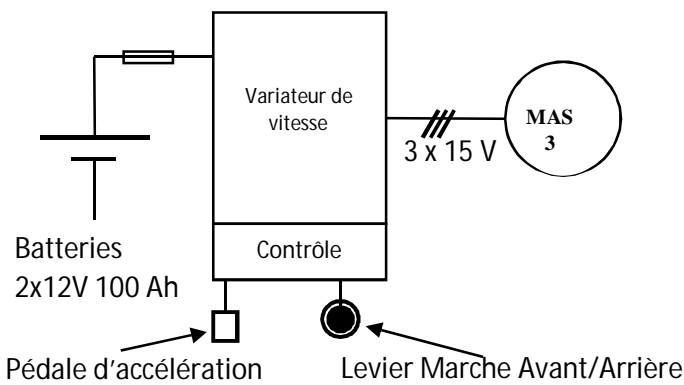 Variateur de
vitesse
MAS
3
3 x 15 V
Batteries
2x12V 100 Ah
Contrôle
Pédale d’accélération
Levier Marche Avant/Arrière